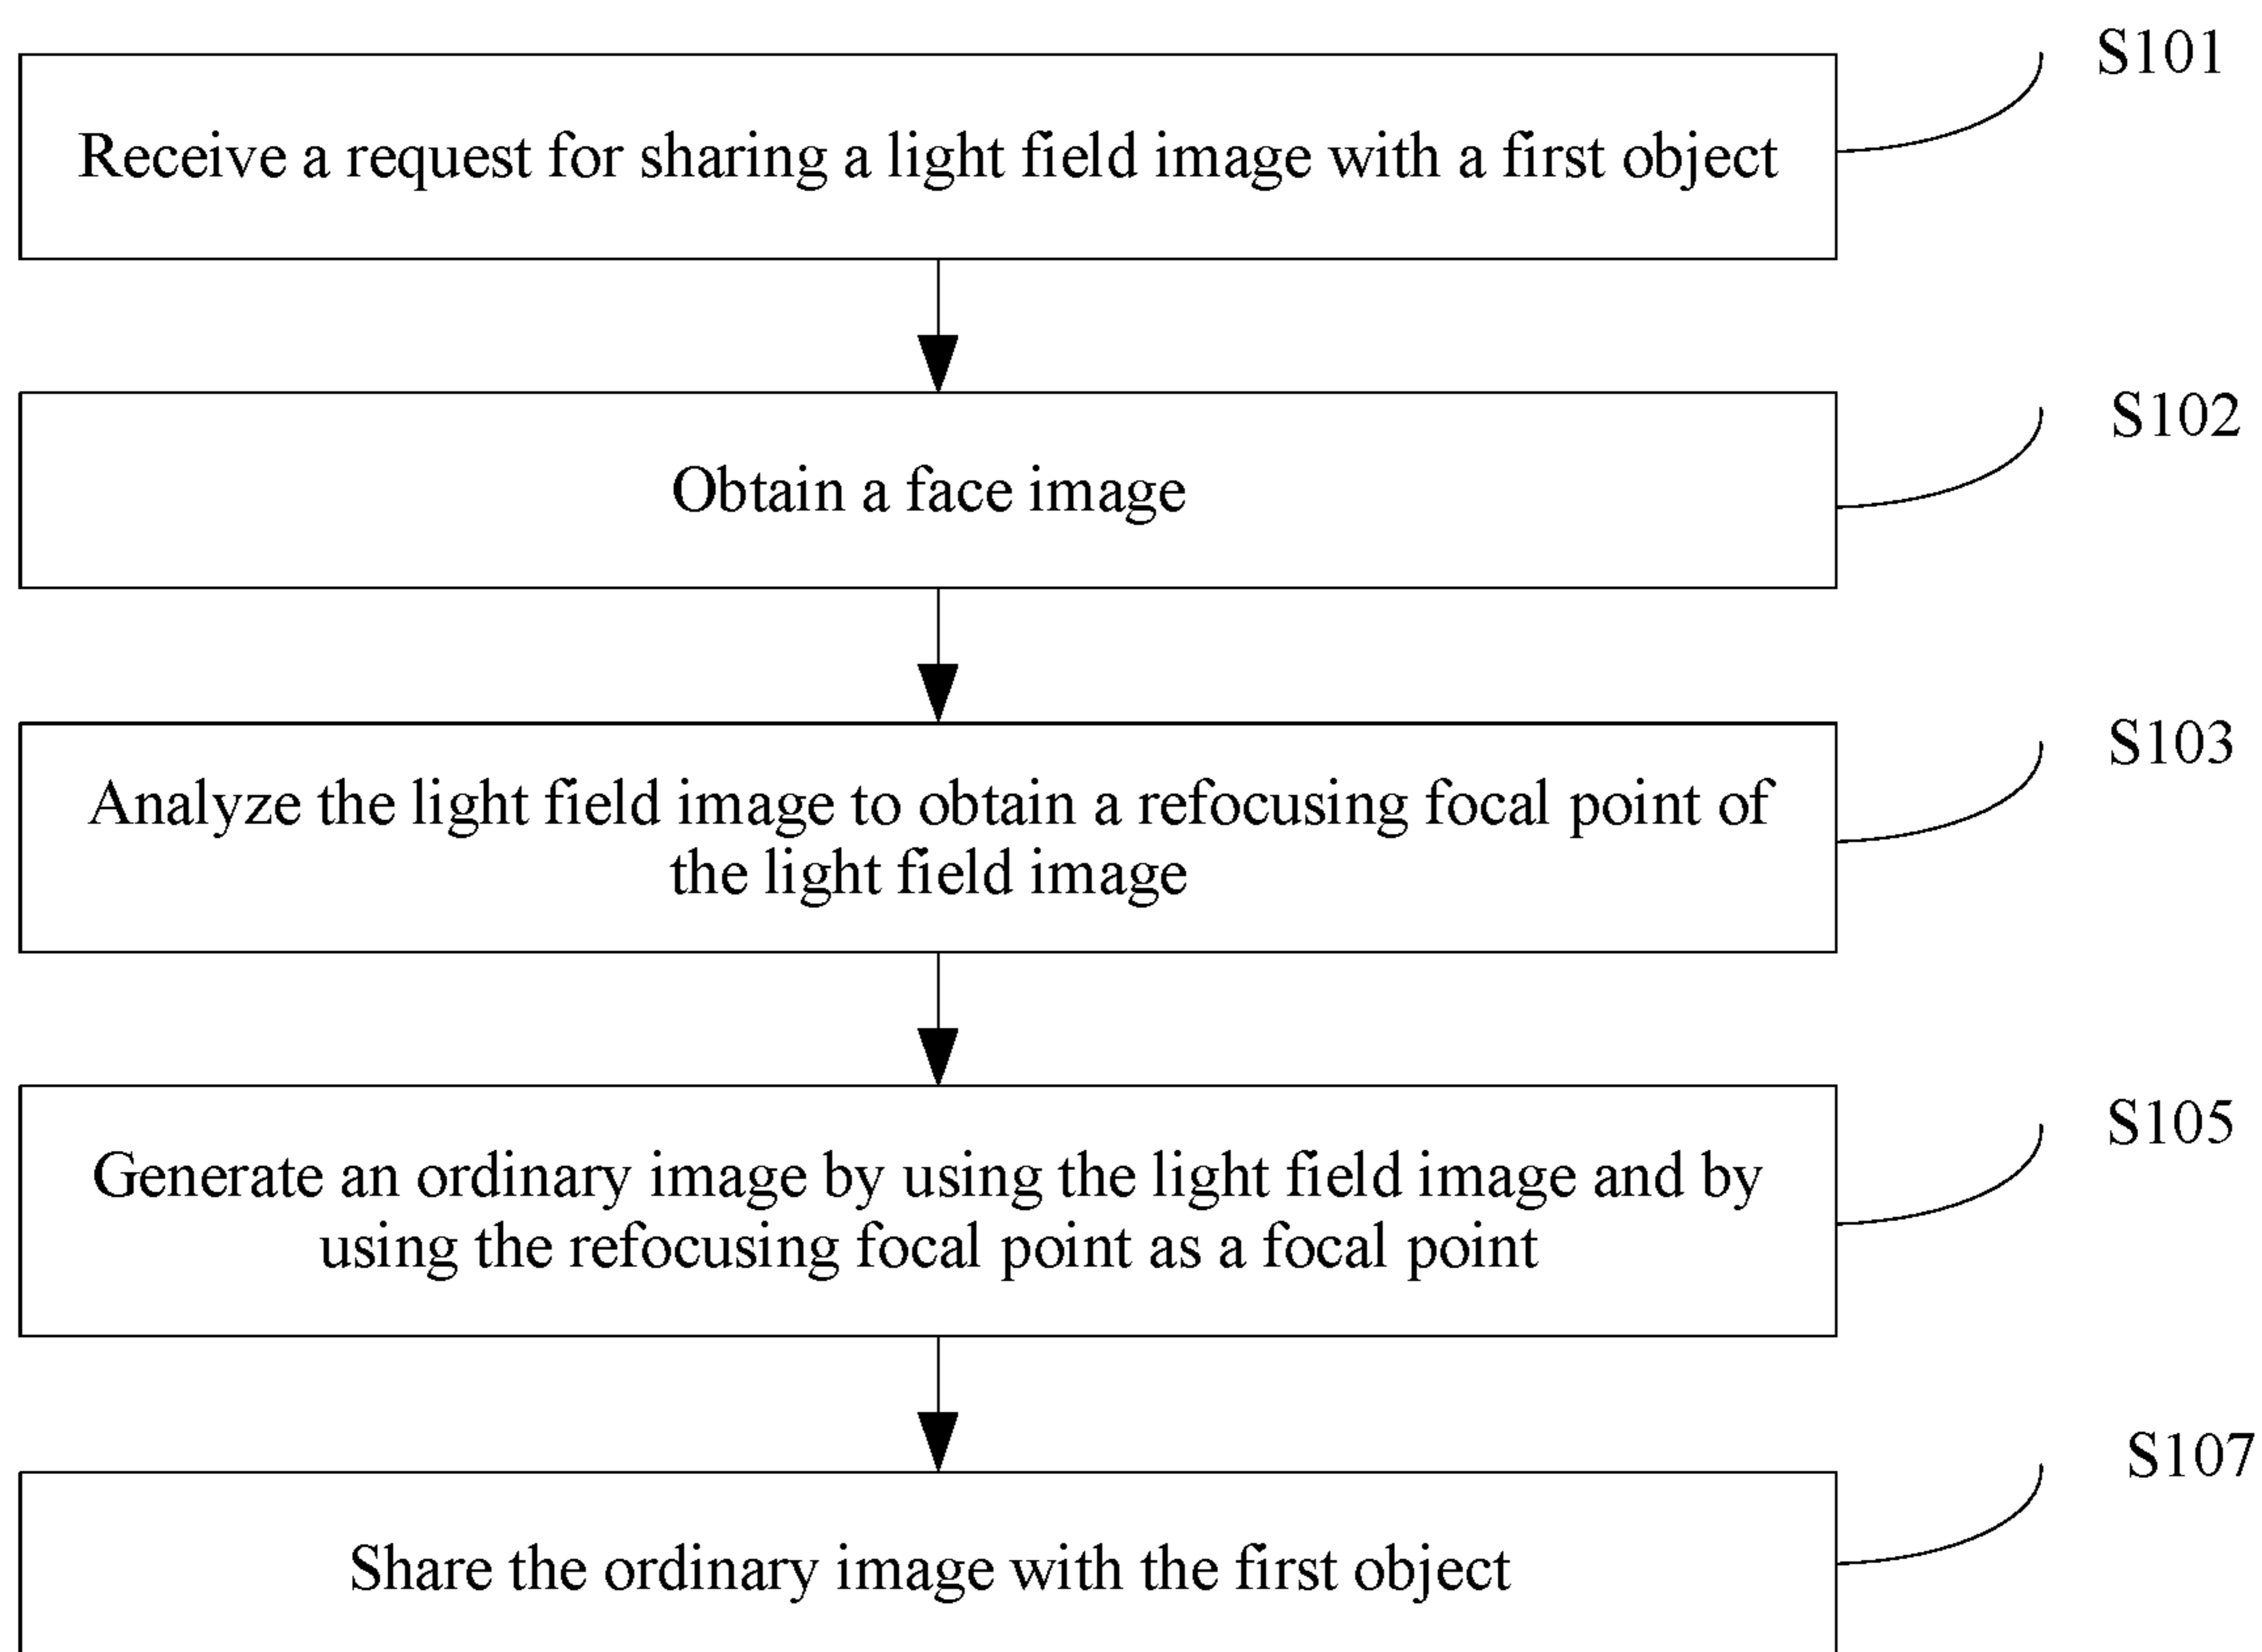 S101
Receive a request for sharing a light field image with a first object
S102
Obtain a face image
S103
Analyze the light field image to obtain a refocusing focal point of
the light field image
S105
Generate an ordinary image by using the light field image and by
using the refocusing focal point as a focal point
S107
Share the ordinary image with the first object